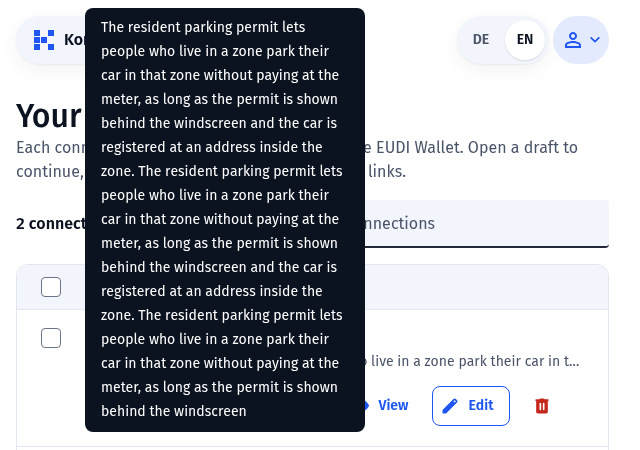 The resident parking permit lets
people who live in a zone park their
car in that zone without paying at the
meter, as long as the permit is shown
behind the windscreen and the car is
registered at an address inside the
zone. The resident parking permit lets
people who live in a zone park their
car in that zone without paying at the
meter, as long as the permit is shown
behind the windscreen and the car is
registered at an address inside the
zone. The resident parking permit lets
people who live in a zone park their
car in that zone without paying at the
meter, as long as the permit is shown
behind the windscreen
DE EN
Your
Each EUDI Wallet. Open a draft to
continue, links.
2
live in a zone park their car in t...
View Edit